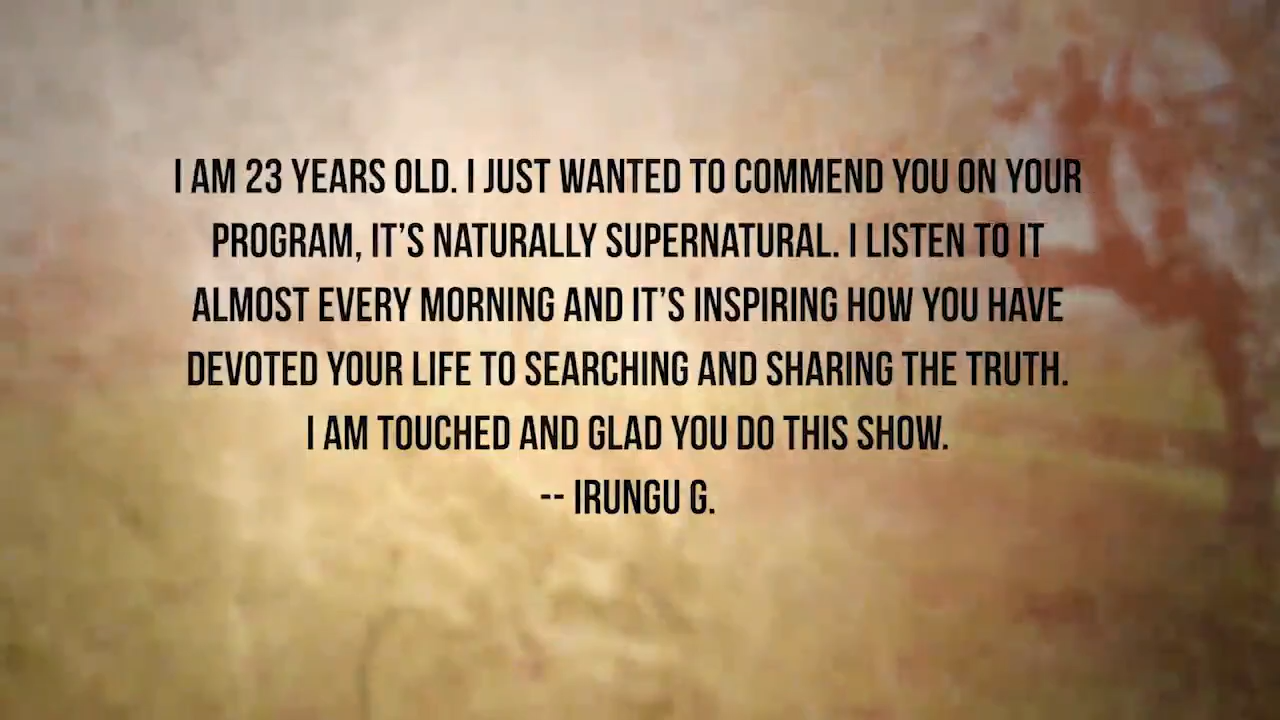 I AM 23 YEARS OLD. I JUST WANTED TO COMMEND YOU ON YOUR
PROGRAM, IT’S NATURALLY SUPERNATURAL. I LISTEN TO IT
ALMOST EVERY MORNING AND IT’S INSPIRING HOW YOU HAVE
DEVOTED YOUR LIFE TO SEARCHING AND SHARING THE TRUTH.
I AM TOUCHED AND GLAD YOU DO THIS SHOW.
-- IRUNGU G.